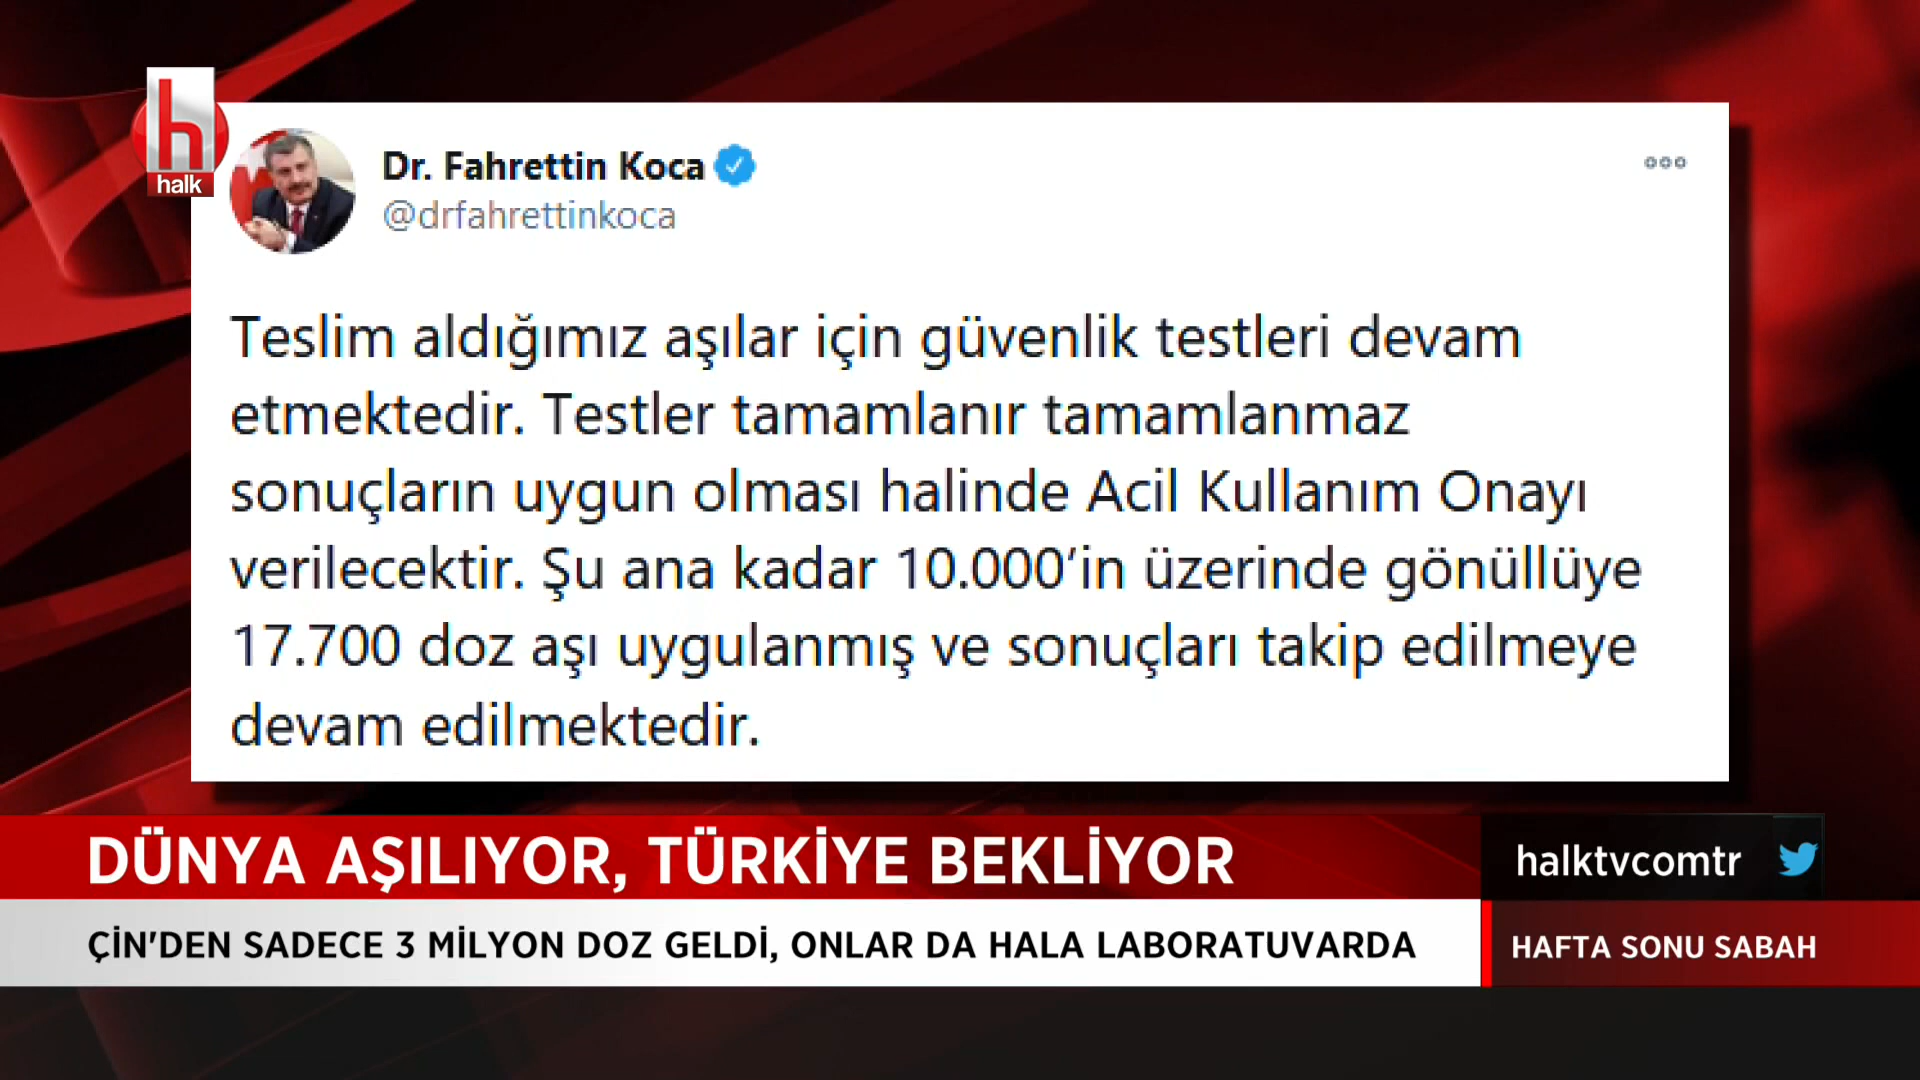 h
halk
Dr. Fahrettin Koca
@drfahrettinkoca
Teslim aldığımız aşılar için güvenlik testleri devam
etmektedir. Testler tamamlanır tamamlanmaz
sonuçların uygun olması halinde Acil Kullanım Onayı
verilecektir. Şu ana kadar 10.000’in üzerinde gönüllüye
17.700 doz aşı uygulanmış ve sonuçları takip edilmeye
devam edilmektedir.
DÜNYA AŞILIYOR, TÜRKİYE BEKLİYOR
halktvcomtr
ÇİN'DEN SADECE 3 MİLYON DOZ GELDİ, ONLAR DA HALA LABORATUVARDA
HAFTA SONU SABAH